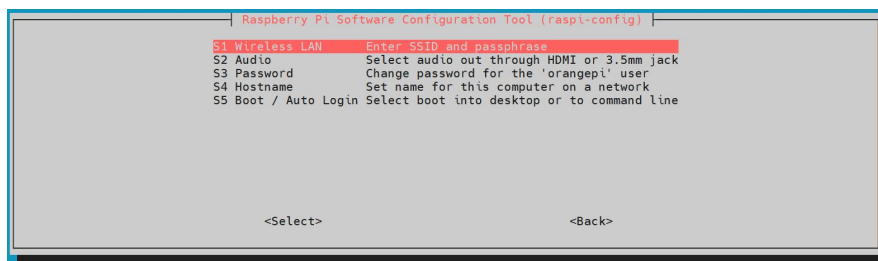 Raspberry Pi Software Configuration Tool (raspi-config)
S1 Wireless LAN Enter SSID and passphrase
S2 Audio Select audio out through HDMI or 3.5mm jack
S3 Password Change password for the 'orangepi' user
S4 Hostname Set name for this computer on a network
S5 Boot / Auto Login Select boot into desktop or to command line
<Select> <Back>